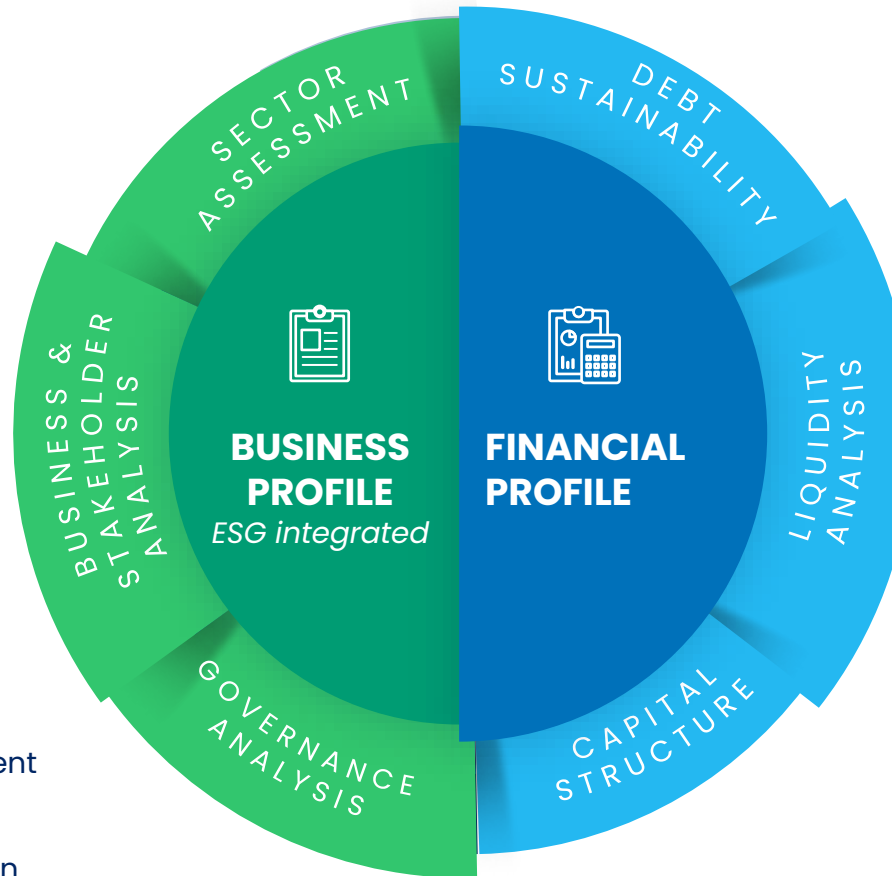 SECTOR
ASSESSMENT
DEBT
SUSTAINABILITY
BUSINESS &
STAKEHOLDER
ANALYSIS
BUSINESS
PROFILE
ESG integrated
FINANCIAL
PROFILE
LIQUIDITY
ANALYSIS
GOVERNANCE
ANALYSIS
CAPITAL
STRUCTURE